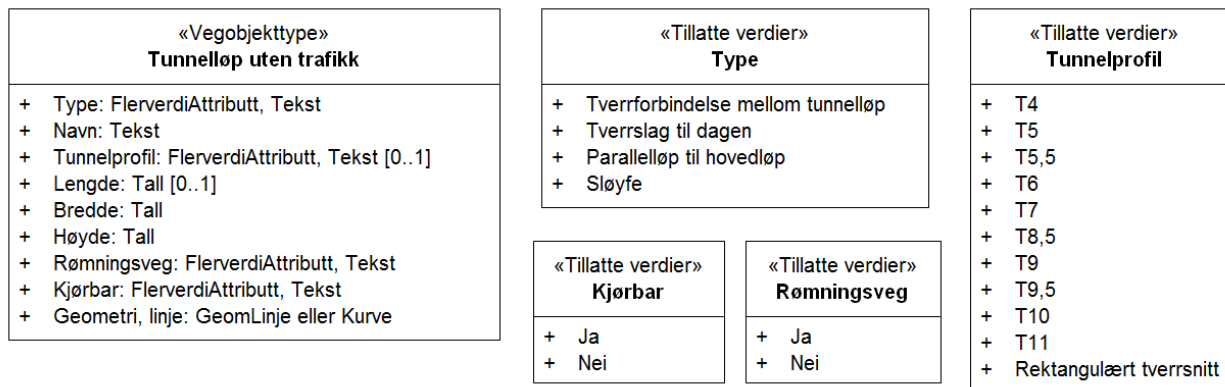 «Vegobjekttype»
Tunnelløp uten trafikk
+ Type: FlerverdiAttributt, Tekst
+ Navn: Tekst
+ Tunnelprofil: FlerverdiAttributt, Tekst [0..1]
+ Lengde: Tall [0..1]
+ Bredde: Tall
+ Høyde: Tall
+ Rømningsveg: FlerverdiAttributt, Tekst
+ Kjørbar: FlerverdiAttributt, Tekst
+ Geometri, linje: GeomLinje eller Kurve
«Tillatte verdier»
Type
+ Tverrforbindelse mellom tunnelløp
+ Tverrslag til dagen
+ Parallelløp til hovedløp
+ Sløyfe
«Tillatte verdier»
Kjørbar
+ Ja
+ Nei
«Tillatte verdier»
Rømningsveg
+ Ja
+ Nei
«Tillatte verdier»
Tunnelprofil
+ T4
+ T5
+ T5,5
+ T6
+ T7
+ T8,5
+ T9
+ T9,5
+ T10
+ T11
+ Rektangulært tverrsnitt